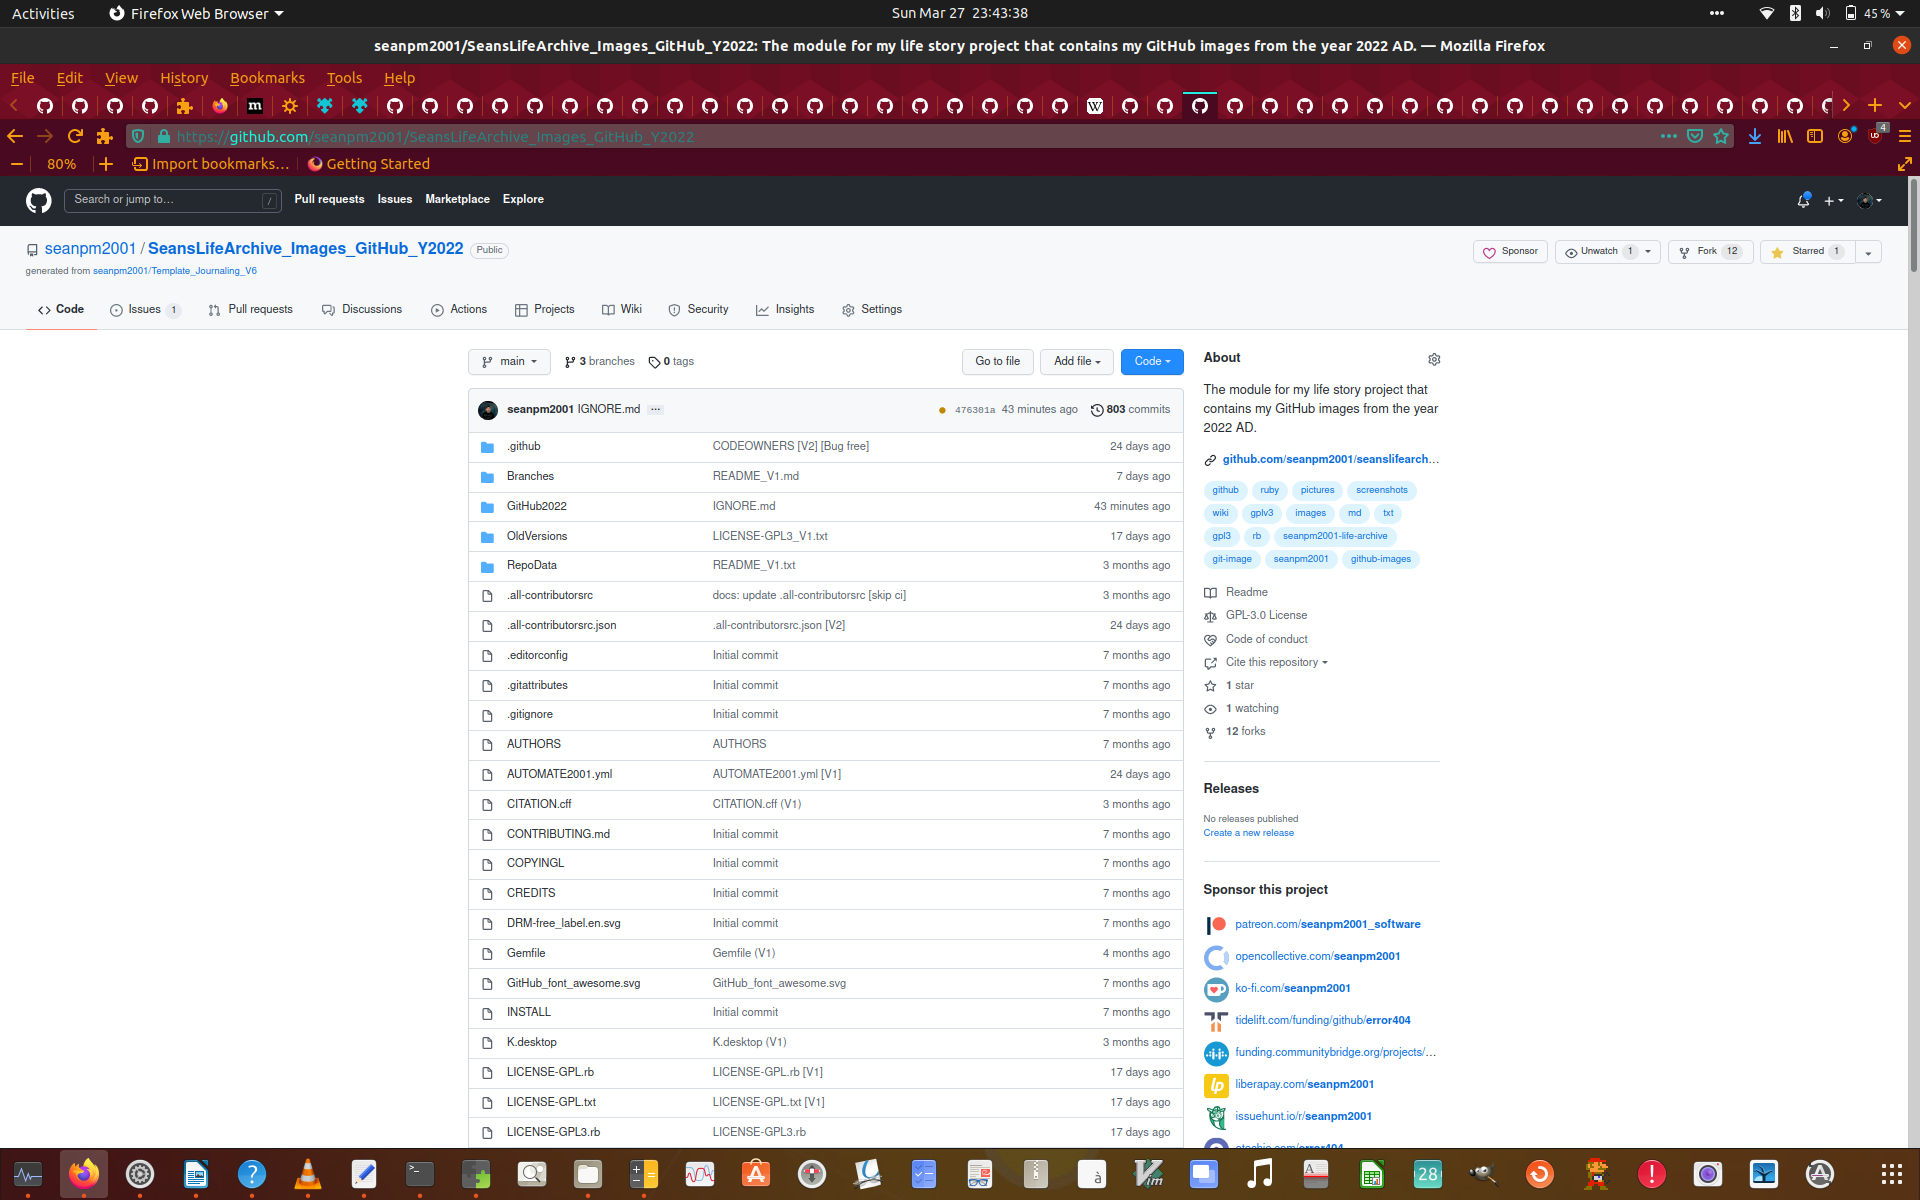 Activities Firefox Web Browser Sun Mar 27 23:43:38 45 %
seanpm2001/SeansLifeArchive_Images_GitHub_Y2022: The module for my life story project that contains my GitHub images from the year 2022 AD. — Mozilla Firefox
File Edit View History Bookmarks Tools Help
https://github.com/seanpm2001/SeansLifeArchive_Images_GitHub_Y2022 4
80% Import bookmarks... Getting Started
Search or jump to... / Pull requests Issues Marketplace Explore
seanpm2001 / SeansLifeArchive_Images_GitHub_Y2022 Public
Sponsor Unwatch 1 Fork 12 Starred 1
generated from seanpm2001/Template_Journaling_V6
Code Issues 1 Pull requests Discussions Actions Projects Wiki Security Insights Settings
main 3 branches 0 tags Go to file Add file Code
seanpm2001 IGNORE.md ... 476301a 43 minutes ago 803 commits
.github CODEOWNERS [V2] [Bug free] 24 days ago
Branches README_V1.md 7 days ago
GitHub2022 IGNORE.md 43 minutes ago
OldVersions LICENSE-GPL3_V1.txt 17 days ago
RepoData README_V1.txt 3 months ago
.all-contributorsrc docs: update .all-contributorsrc [skip ci] 3 months ago
.all-contributorsrc.json .all-contributorsrc.json [V2] 24 days ago
.editorconfig Initial commit 7 months ago
.gitattributes Initial commit 7 months ago
.gitignore Initial commit 7 months ago
AUTHORS AUTHORS 7 months ago
AUTOMATE2001.yml AUTOMATE2001.yml [V1] 24 days ago
CITATION.cff CITATION.cff (V1) 3 months ago
CONTRIBUTING.md Initial commit 7 months ago
COPYINGL Initial commit 7 months ago
CREDITS Initial commit 7 months ago
DRM-free_label.en.svg Initial commit 7 months ago
Gemfile Gemfile (V1) 4 months ago
GitHub_font_awesome.svg GitHub_font_awesome.svg 7 months ago
INSTALL Initial commit 7 months ago
K.desktop K.desktop (V1) 3 months ago
LICENSE-GPL.rb LICENSE-GPL.rb [V1] 17 days ago
LICENSE-GPL.txt LICENSE-GPL.txt [V1] 17 days ago
LICENSE-GPL3.rb LICENSE-GPL3.rb 17 days ago
About
The module for my life story project that
contains my GitHub images from the year
2022 AD.
github.com/seanpm2001/seanslifearch...
github ruby pictures screenshots
wiki gplv3 images md txt
gpl3 rb seanpm2001-life-archive
git-image seanpm2001 github-images
Readme
GPL-3.0 License
Code of conduct
Cite this repository
1 star
1 watching
12 forks
Releases
No releases published
Create a new release
Sponsor this project
patreon.com/seanpm2001_software
opencollective.com/seanpm2001
ko-fi.com/seanpm2001
tidelift.com/funding/github/error404
funding.communitybridge.org/projects/...
liberapay.com/seanpm2001
issuehunt.io/r/seanpm2001
28